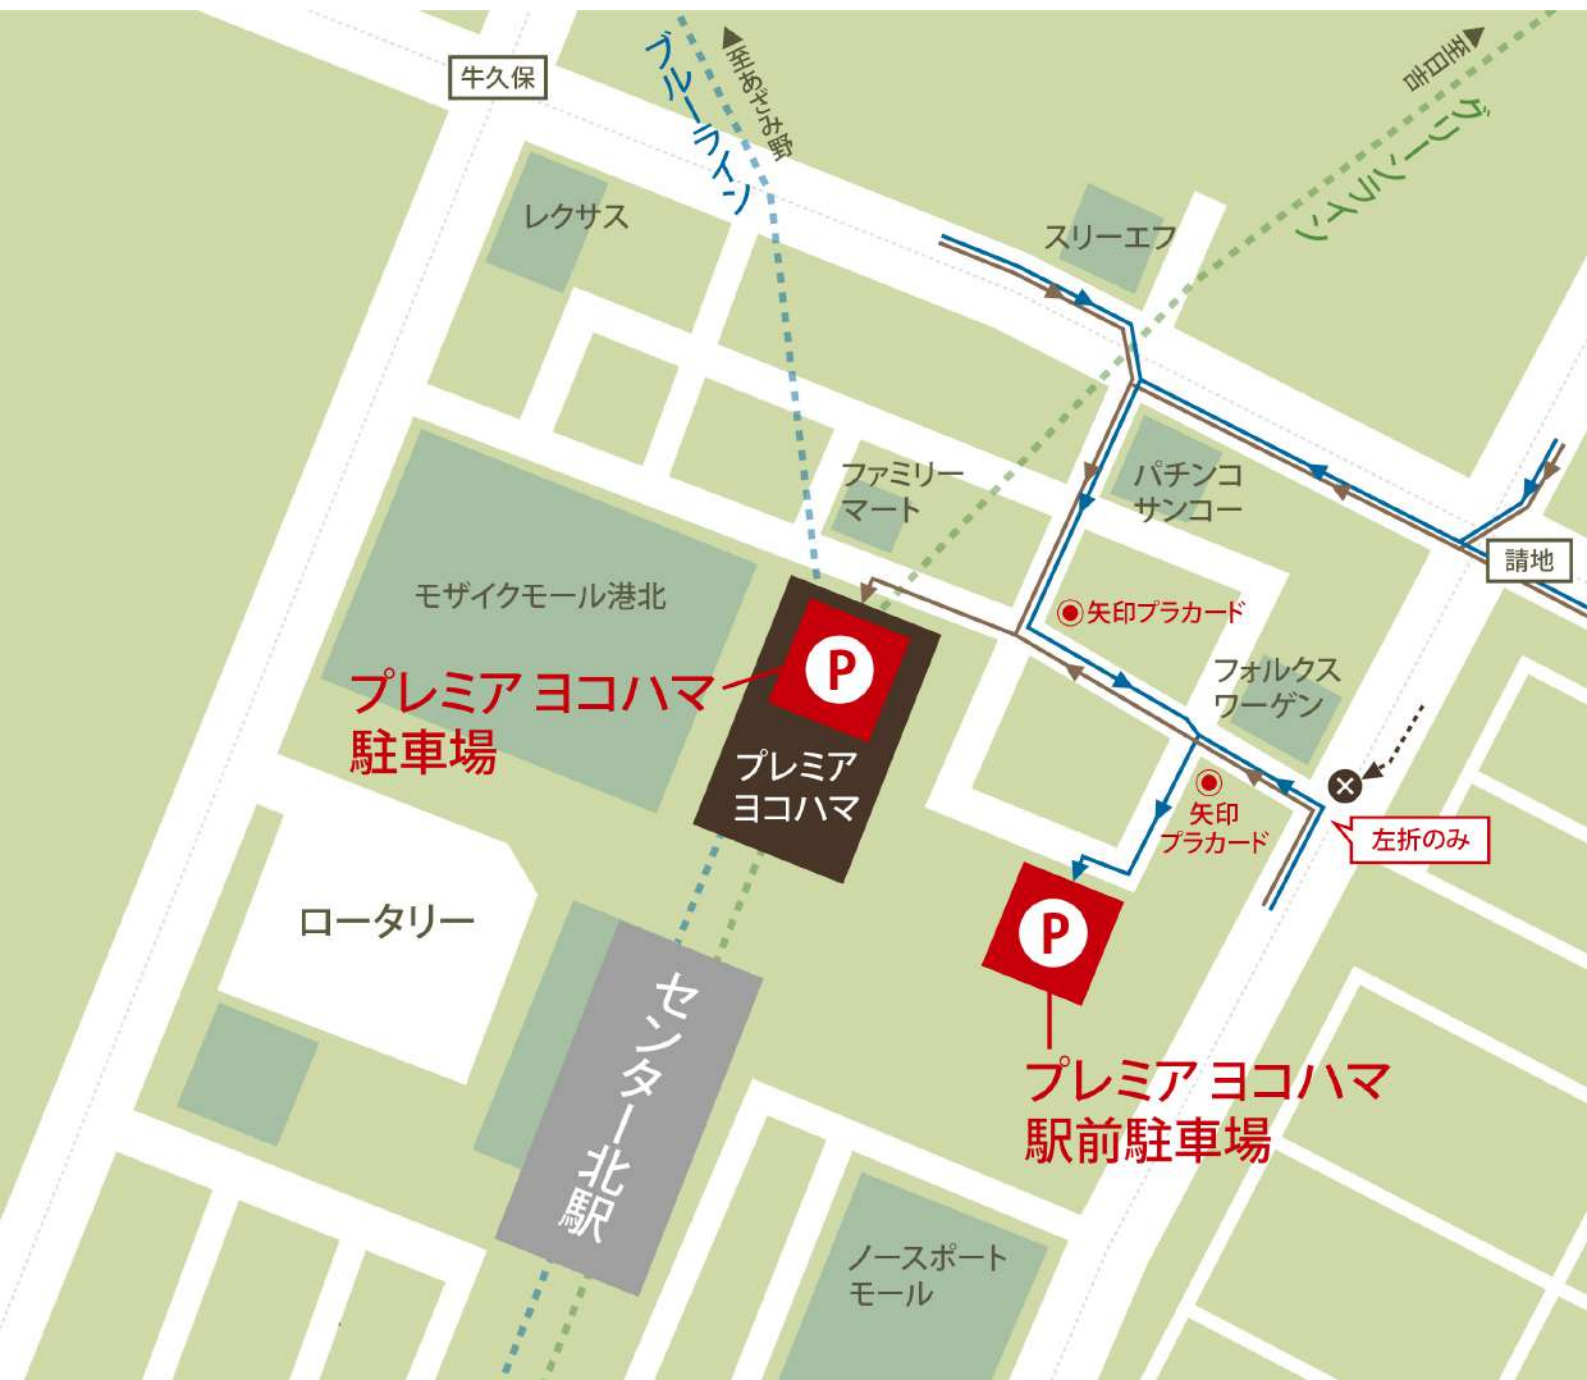 牛久保
ブルーライン
▲至あざみ野
至日吉▶
グリーンライン
レクサス
スリーエフ
ファミリー
マート
パチンコ
サンコー
請地
モザイクモール港北
矢印プラカード
フォルクス
ワーゲン
P
プレミア ヨコハマ
駐車場
プレミア
ヨコハマ
矢印
プラカード
左折のみ
ロータリー
P
センター北駅
プレミア ヨコハマ
駅前駐車場
ノースポート
モール